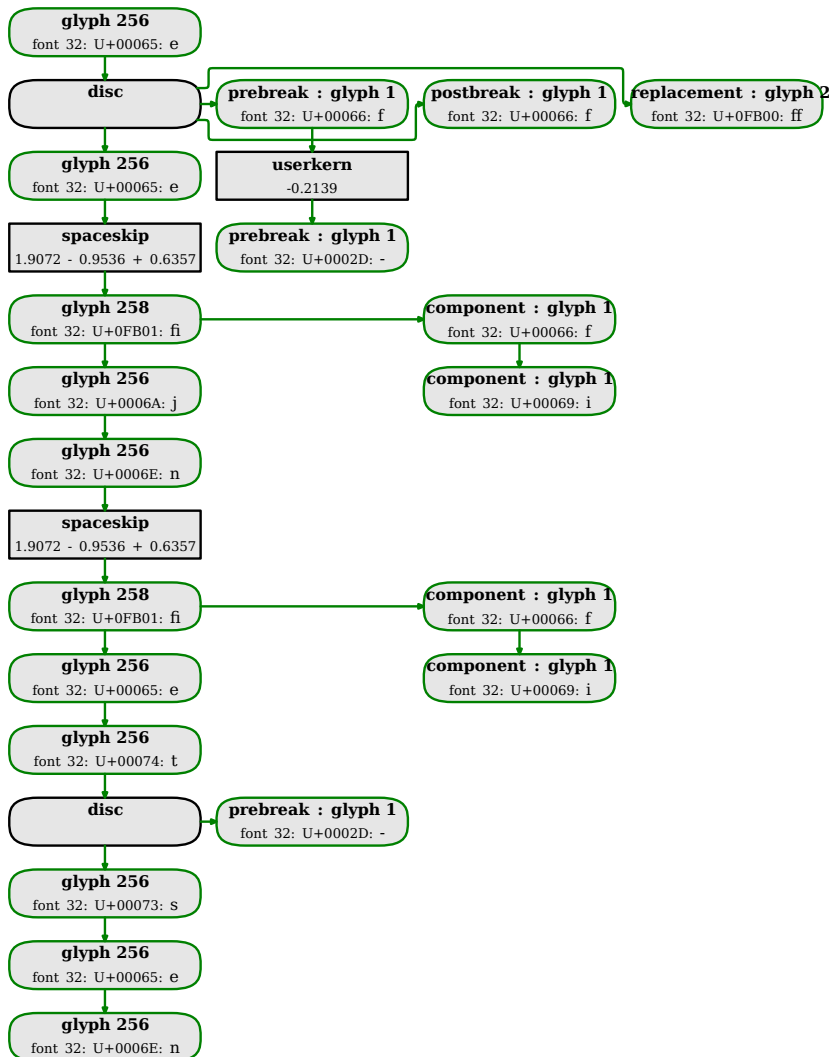 glyph 256
font 32: U+00065: e
disc
prebreak : glyph 1
font 32: U+00066: f
postbreak : glyph 1
font 32: U+00066: f
replacement : glyph 2
font 32: U+0FB00: ff
glyph 256
font 32: U+00065: e
userkern
-0.2139
spaceskip
1.9072 - 0.9536 + 0.6357
prebreak : glyph 1
font 32: U+0002D: -
glyph 258
font 32: U+0FB01: fi
component : glyph 1
font 32: U+00066: f
glyph 256
font 32: U+0006A: j
component : glyph 1
font 32: U+00069: i
glyph 256
font 32: U+0006E: n
spaceskip
1.9072 - 0.9536 + 0.6357
glyph 258
font 32: U+0FB01: fi
component : glyph 1
font 32: U+00066: f
glyph 256
font 32: U+00065: e
component : glyph 1
font 32: U+00069: i
glyph 256
font 32: U+00074: t
disc
prebreak : glyph 1
font 32: U+0002D: -
glyph 256
font 32: U+00073: s
glyph 256
font 32: U+00065: e
glyph 256
font 32: U+0006E: n